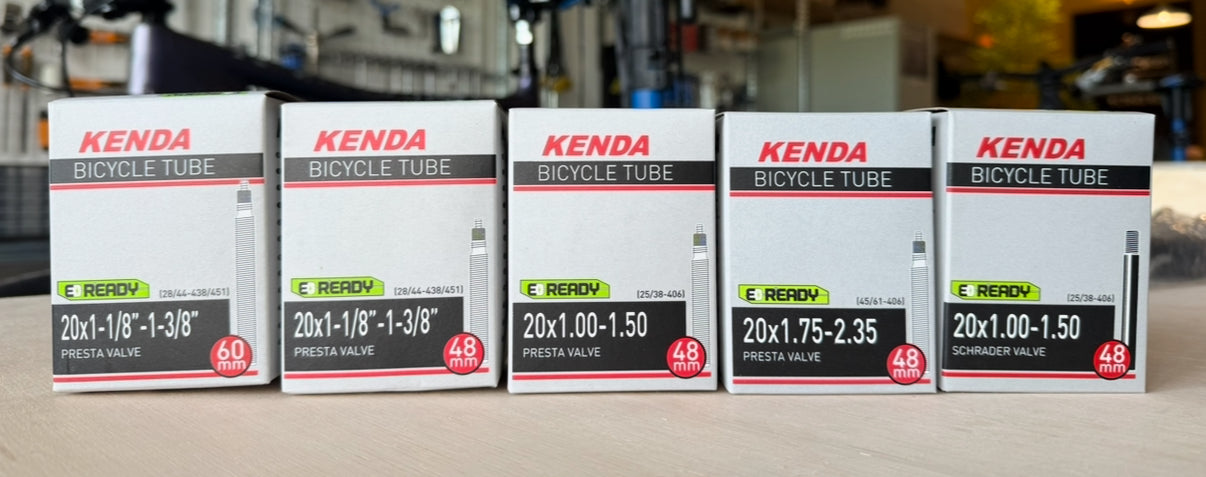 KENDA
BICYCLE TUBE
E READY
(28/44-438/451)
20x1-1/8"-1-3/8"
PRESTA VALVE
60
mm
KENDA
BICYCLE TUBE
E READY
(28/44-438/451)
20x1-1/8"-1-3/8"
PRESTA VALVE
48
mm
KENDA
BICYCLE TUBE
E READY
(25/38-406)
20x1.00-1.50
PRESTA VALVE
48
mm
KENDA
BICYCLE TUBE
E READY
(45/61-406)
20x1.75-2.35
PRESTA VALVE
48
mm
KENDA
BICYCLE TUBE
E READY
(25/38-406)
20x1.00-1.50
SCHRADER VALVE
48
mm